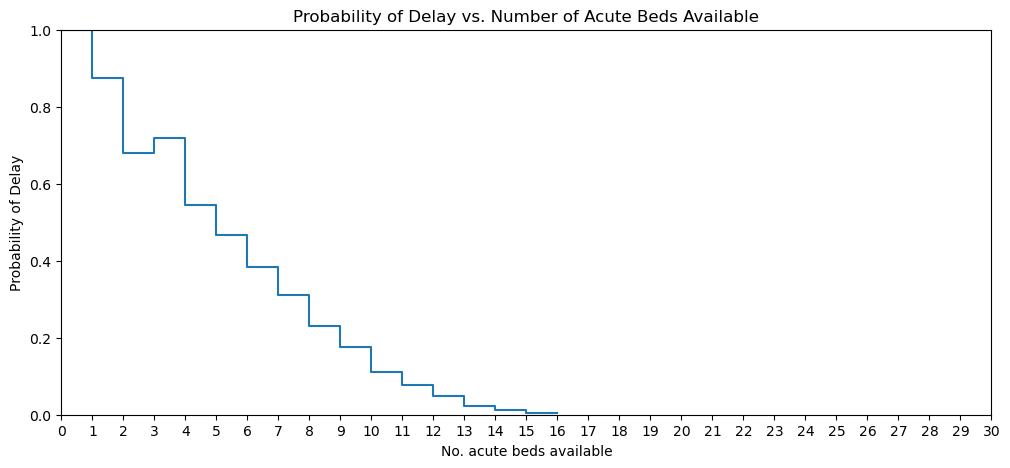 Probability of Delay vs. Number of Acute Beds Available
1.0
0.8
0.6
0.4
0.2
0.0
Probability of Delay
0 1 2 3 4 5 6 7 8 9 10 11 12 13 14 15 16 17 18 19 20 21 22 23 24 25 26 27 28 29 30
No. acute beds available